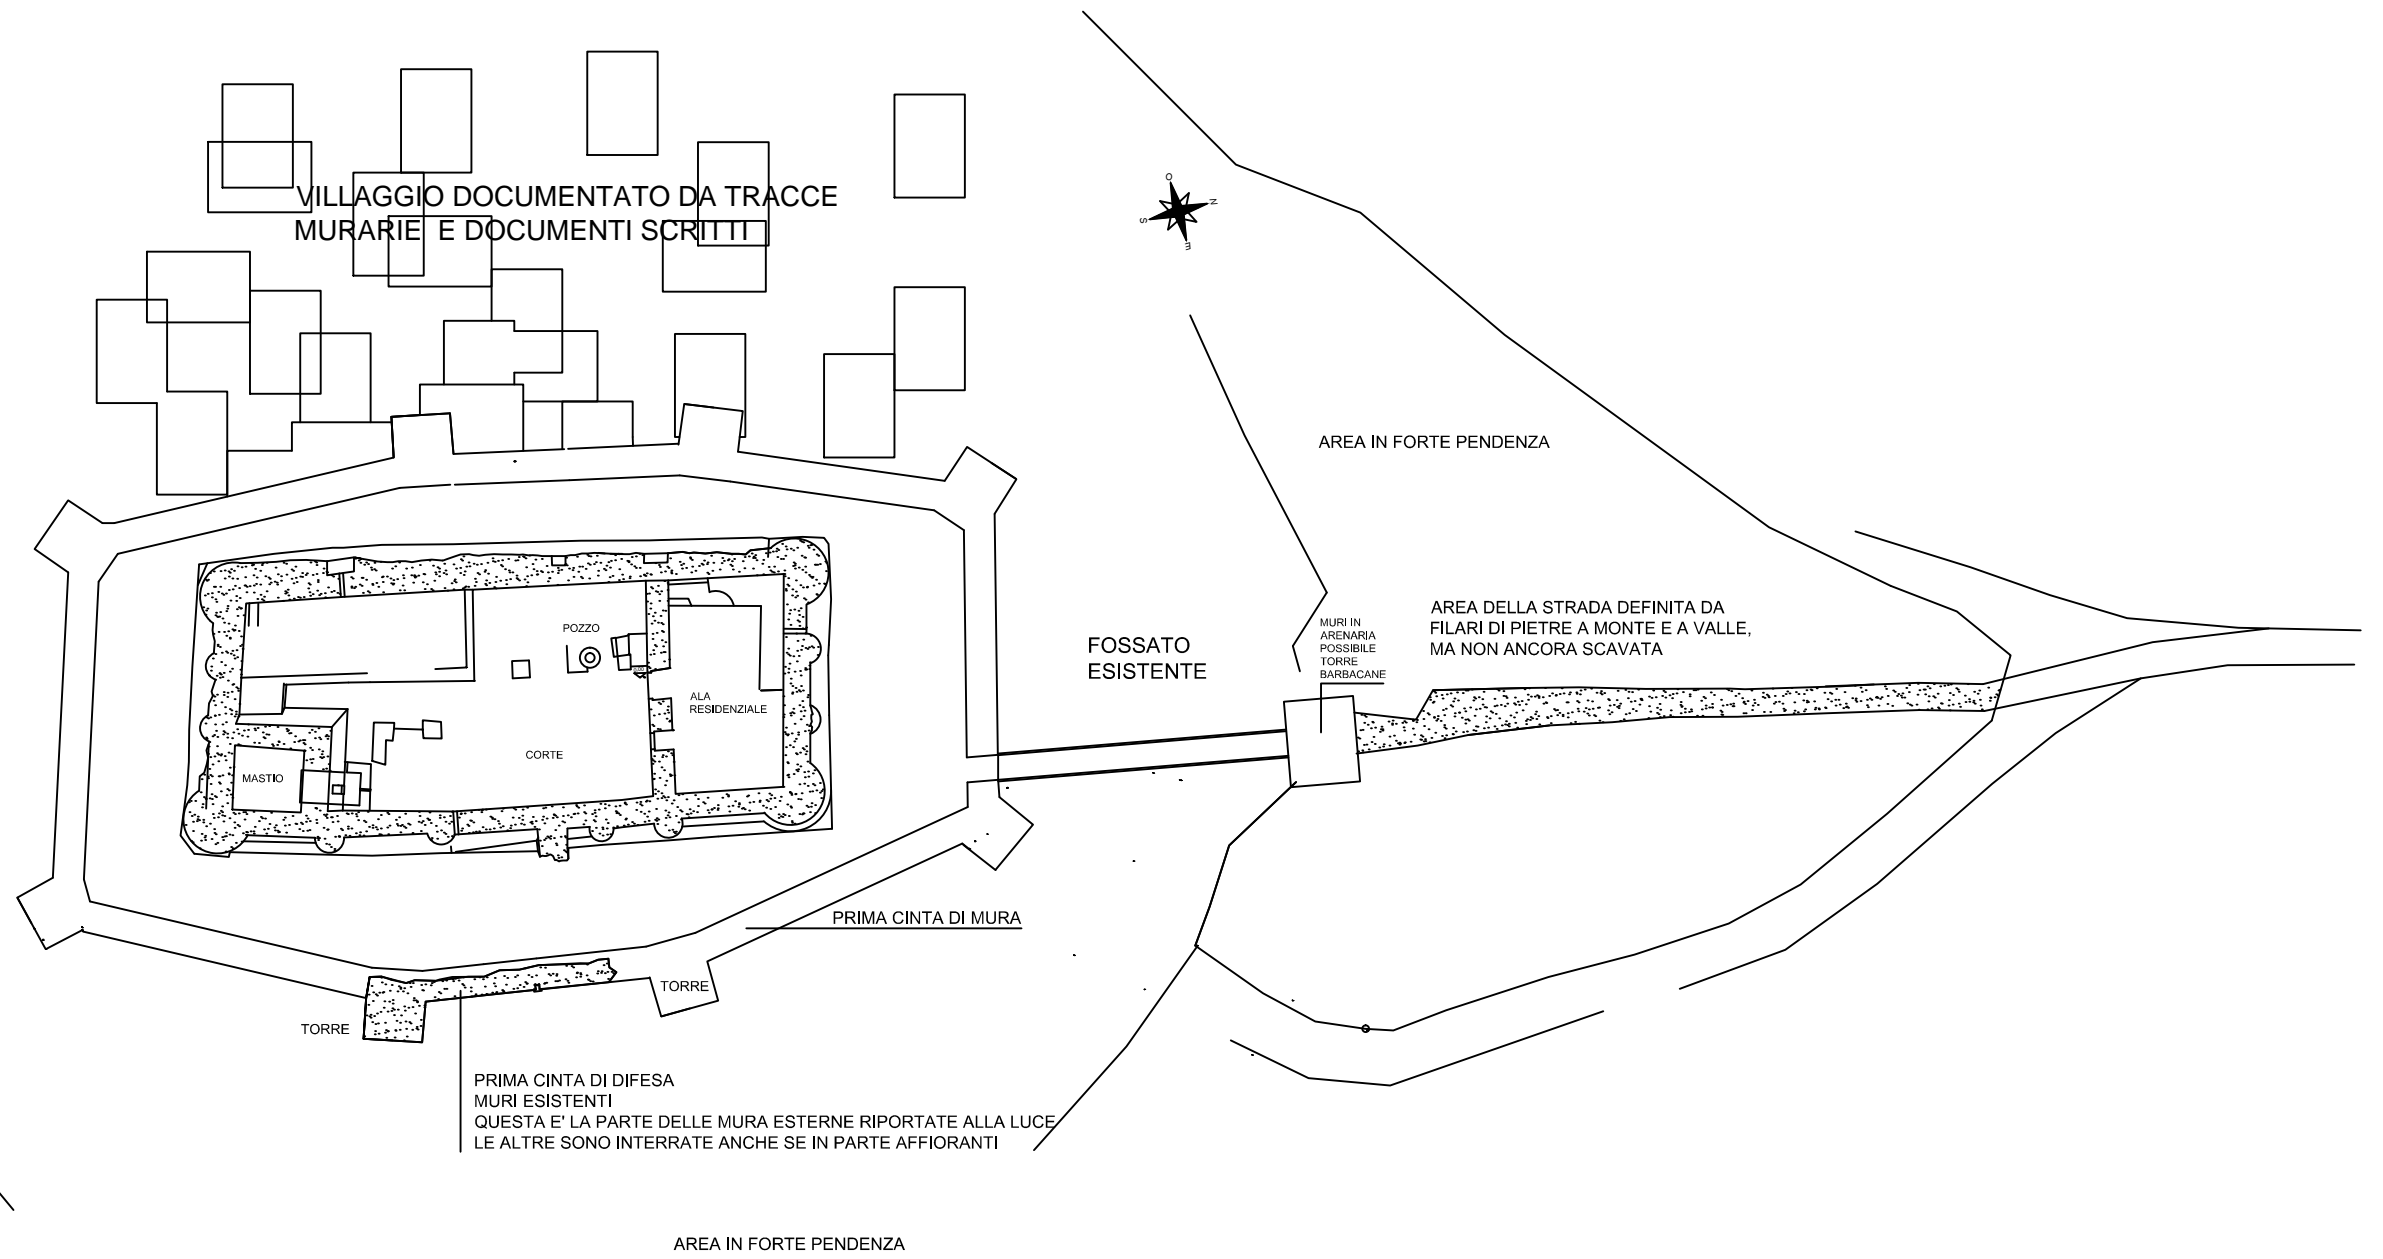 VILLAGGIO DOCUMENTATO DA TRACCE
MURARIE E DOCUMENTI SCRITTI
O
N
S
E
AREA IN FORTE PENDENZA
AREA DELLA STRADA DEFINITA DA
FILARI DI PIETRE A MONTE E A VALLE,
MA NON ANCORA SCAVATA
MURI IN
ARENARIA
POSSIBILE
TORRE
BARBACANE
FOSSATO
ESISTENTE
POZZO
ALA
RESIDENZIALE
CORTE
MASTIO
PRIMA CINTA DI MURA
TORRE
TORRE
PRIMA CINTA DI DIFESA
MURI ESISTENTI
QUESTA E' LA PARTE DELLE MURA ESTERNE RIPORTATE ALLA LUCE
LE ALTRE SONO INTERRATE ANCHE SE IN PARTE AFFIORANTI
AREA IN FORTE PENDENZA